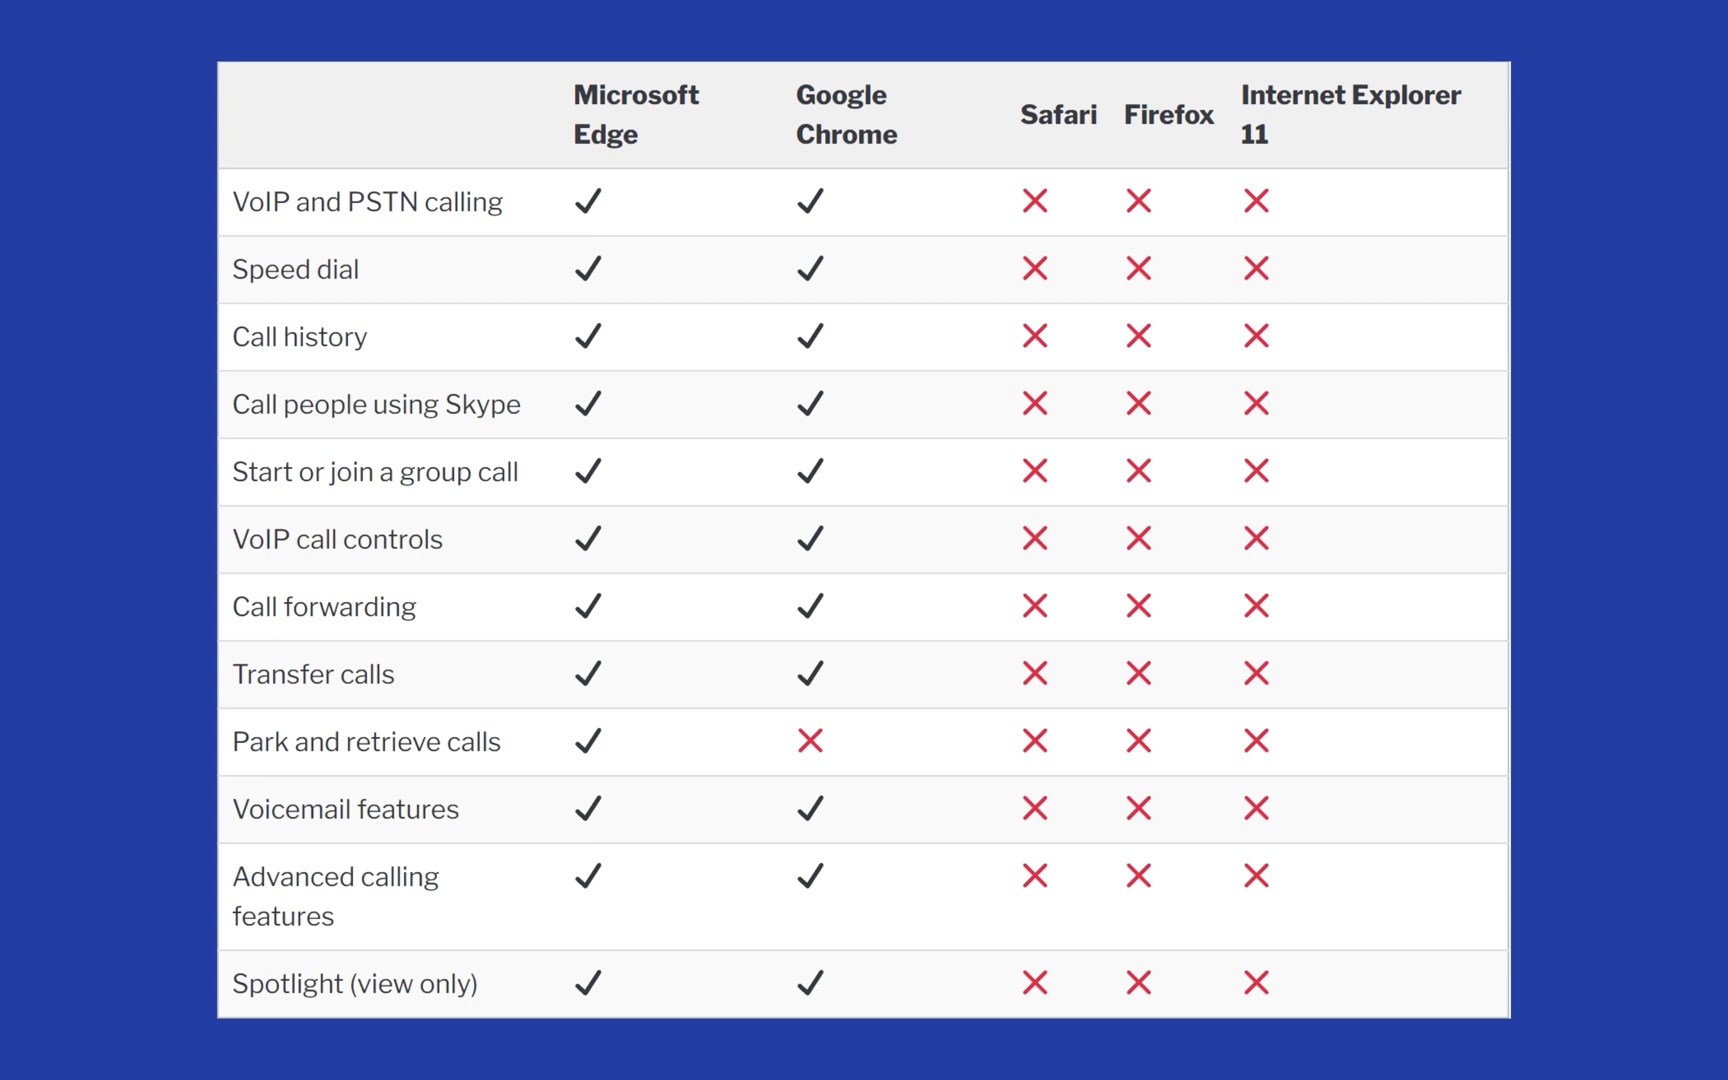 Microsoft Edge
Google Chrome
Safari
Firefox
Internet Explorer 11
VoIP and PSTN calling ✓ ✓ ✕ ✕ ✕
Speed dial ✓ ✓ ✕ ✕ ✕
Call history ✓ ✓ ✕ ✕ ✕
Call people using Skype ✓ ✓ ✕ ✕ ✕
Start or join a group call ✓ ✓ ✕ ✕ ✕
VoIP call controls ✓ ✓ ✕ ✕ ✕
Call forwarding ✓ ✓ ✕ ✕ ✕
Transfer calls ✓ ✓ ✕ ✕ ✕
Park and retrieve calls ✓ ✕ ✕ ✕ ✕
Voicemail features ✓ ✓ ✕ ✕ ✕
Advanced calling ✓ ✓ ✕ ✕ ✕
features
Spotlight (view only) ✓ ✓ ✕ ✕ ✕